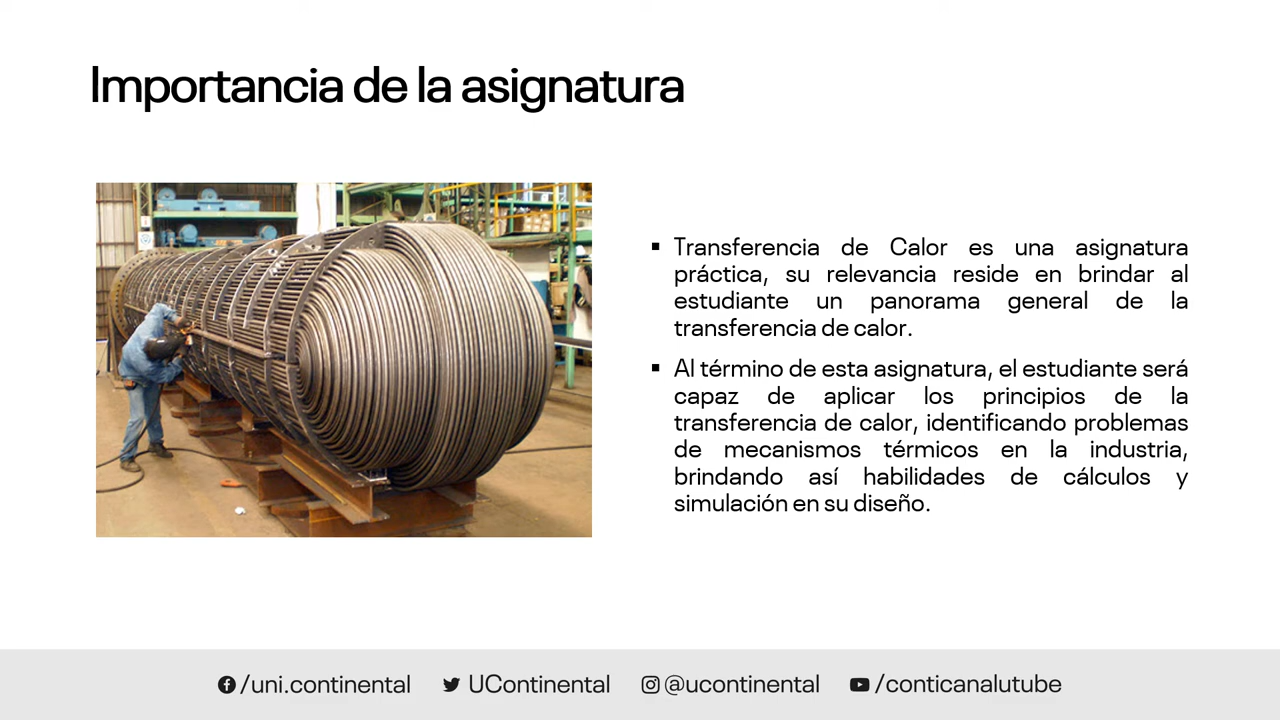 Importancia de la asignatura
▪ Transferencia de Calor es una asignatura
práctica, su relevancia reside en brindar al
estudiante un panorama general de la
transferencia de calor.
▪ Al término de esta asignatura, el estudiante será
capaz de aplicar los principios de la
transferencia de calor, identificando problemas
de mecanismos térmicos en la industria,
brindando así habilidades de cálculos y
simulación en su diseño.
/uni.continental UContinental @ucontinental /conticanalutube